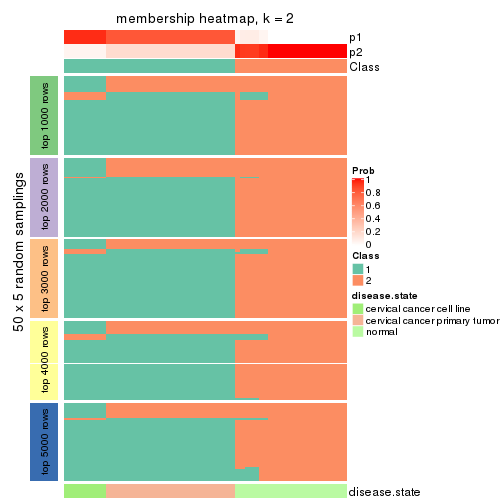 membership heatmap, k = 2
p1
p2
Class
50 x 5 random samplings
top 1000 rows
top 2000 rows
top 3000 rows
top 4000 rows
top 5000 rows
Prob
1
0.8
0.6
0.4
0.2
0
Class
1
2
disease.state
cervical cancer cell line
cervical cancer primary tumor
normal
disease.state